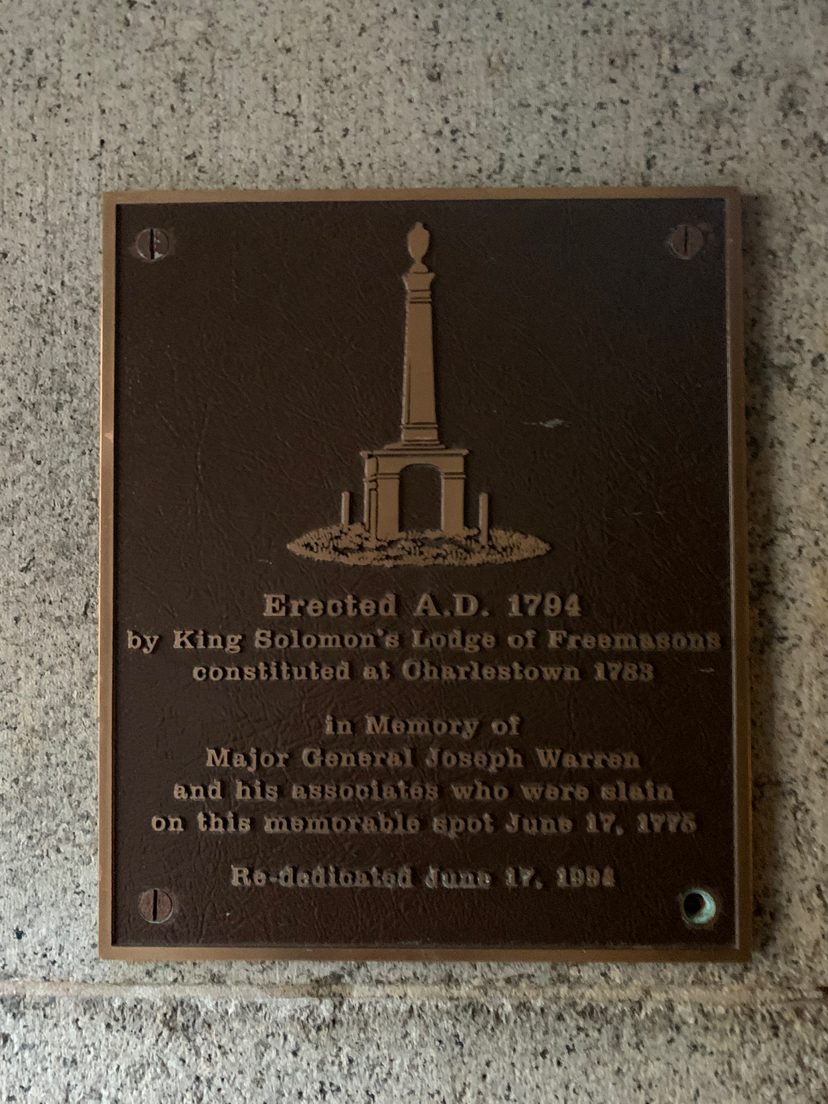 Erected A.D. 1794
by King Solomon's Lodge of Freemasons
constituted at Charlestown 1783
in Memory of
Major General Joseph Warren
and his associates who were slain
on this memorable spot June 17, 1775
Re-dedicated June 17, 1994